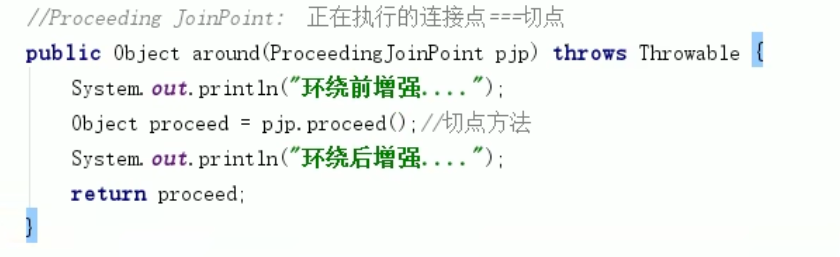 //Proceeding JoinPoint: 正在执行的连接点===切点
public Object around(ProceedingJoinPoint pjp) throws Throwable {
System.out.println("环绕前增强....");
Object proceed = pjp.proceed();//切点方法
System.out.println("环绕后增强....");
return proceed;
}